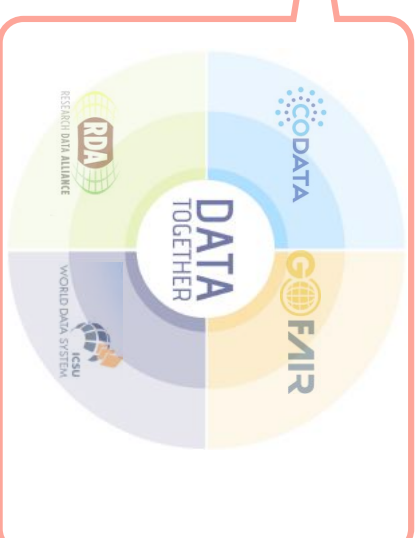 CODATA
GO FAIR
DATA
TOGETHER
RDA
RESEARCH DATA ALLIANCE
ICSU
WORLD DATA SYSTEM